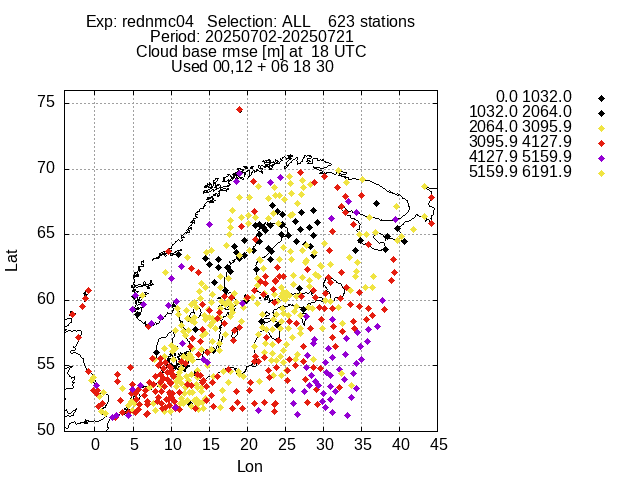 Exp: rednmc04   Selection: ALL    623 stations
Period: 20250702-20250721
Cloud base rmse [m] at  18 UTC
Used 00,12 + 06 18 30
0.0 1032.0
1032.0 2064.0
2064.0 3095.9
3095.9 4127.9
4127.9 5159.9
5159.9 6191.9
75
70
65
60
55
50
Lat
0 5 10 15 20 25 30 35 40 45
Lon